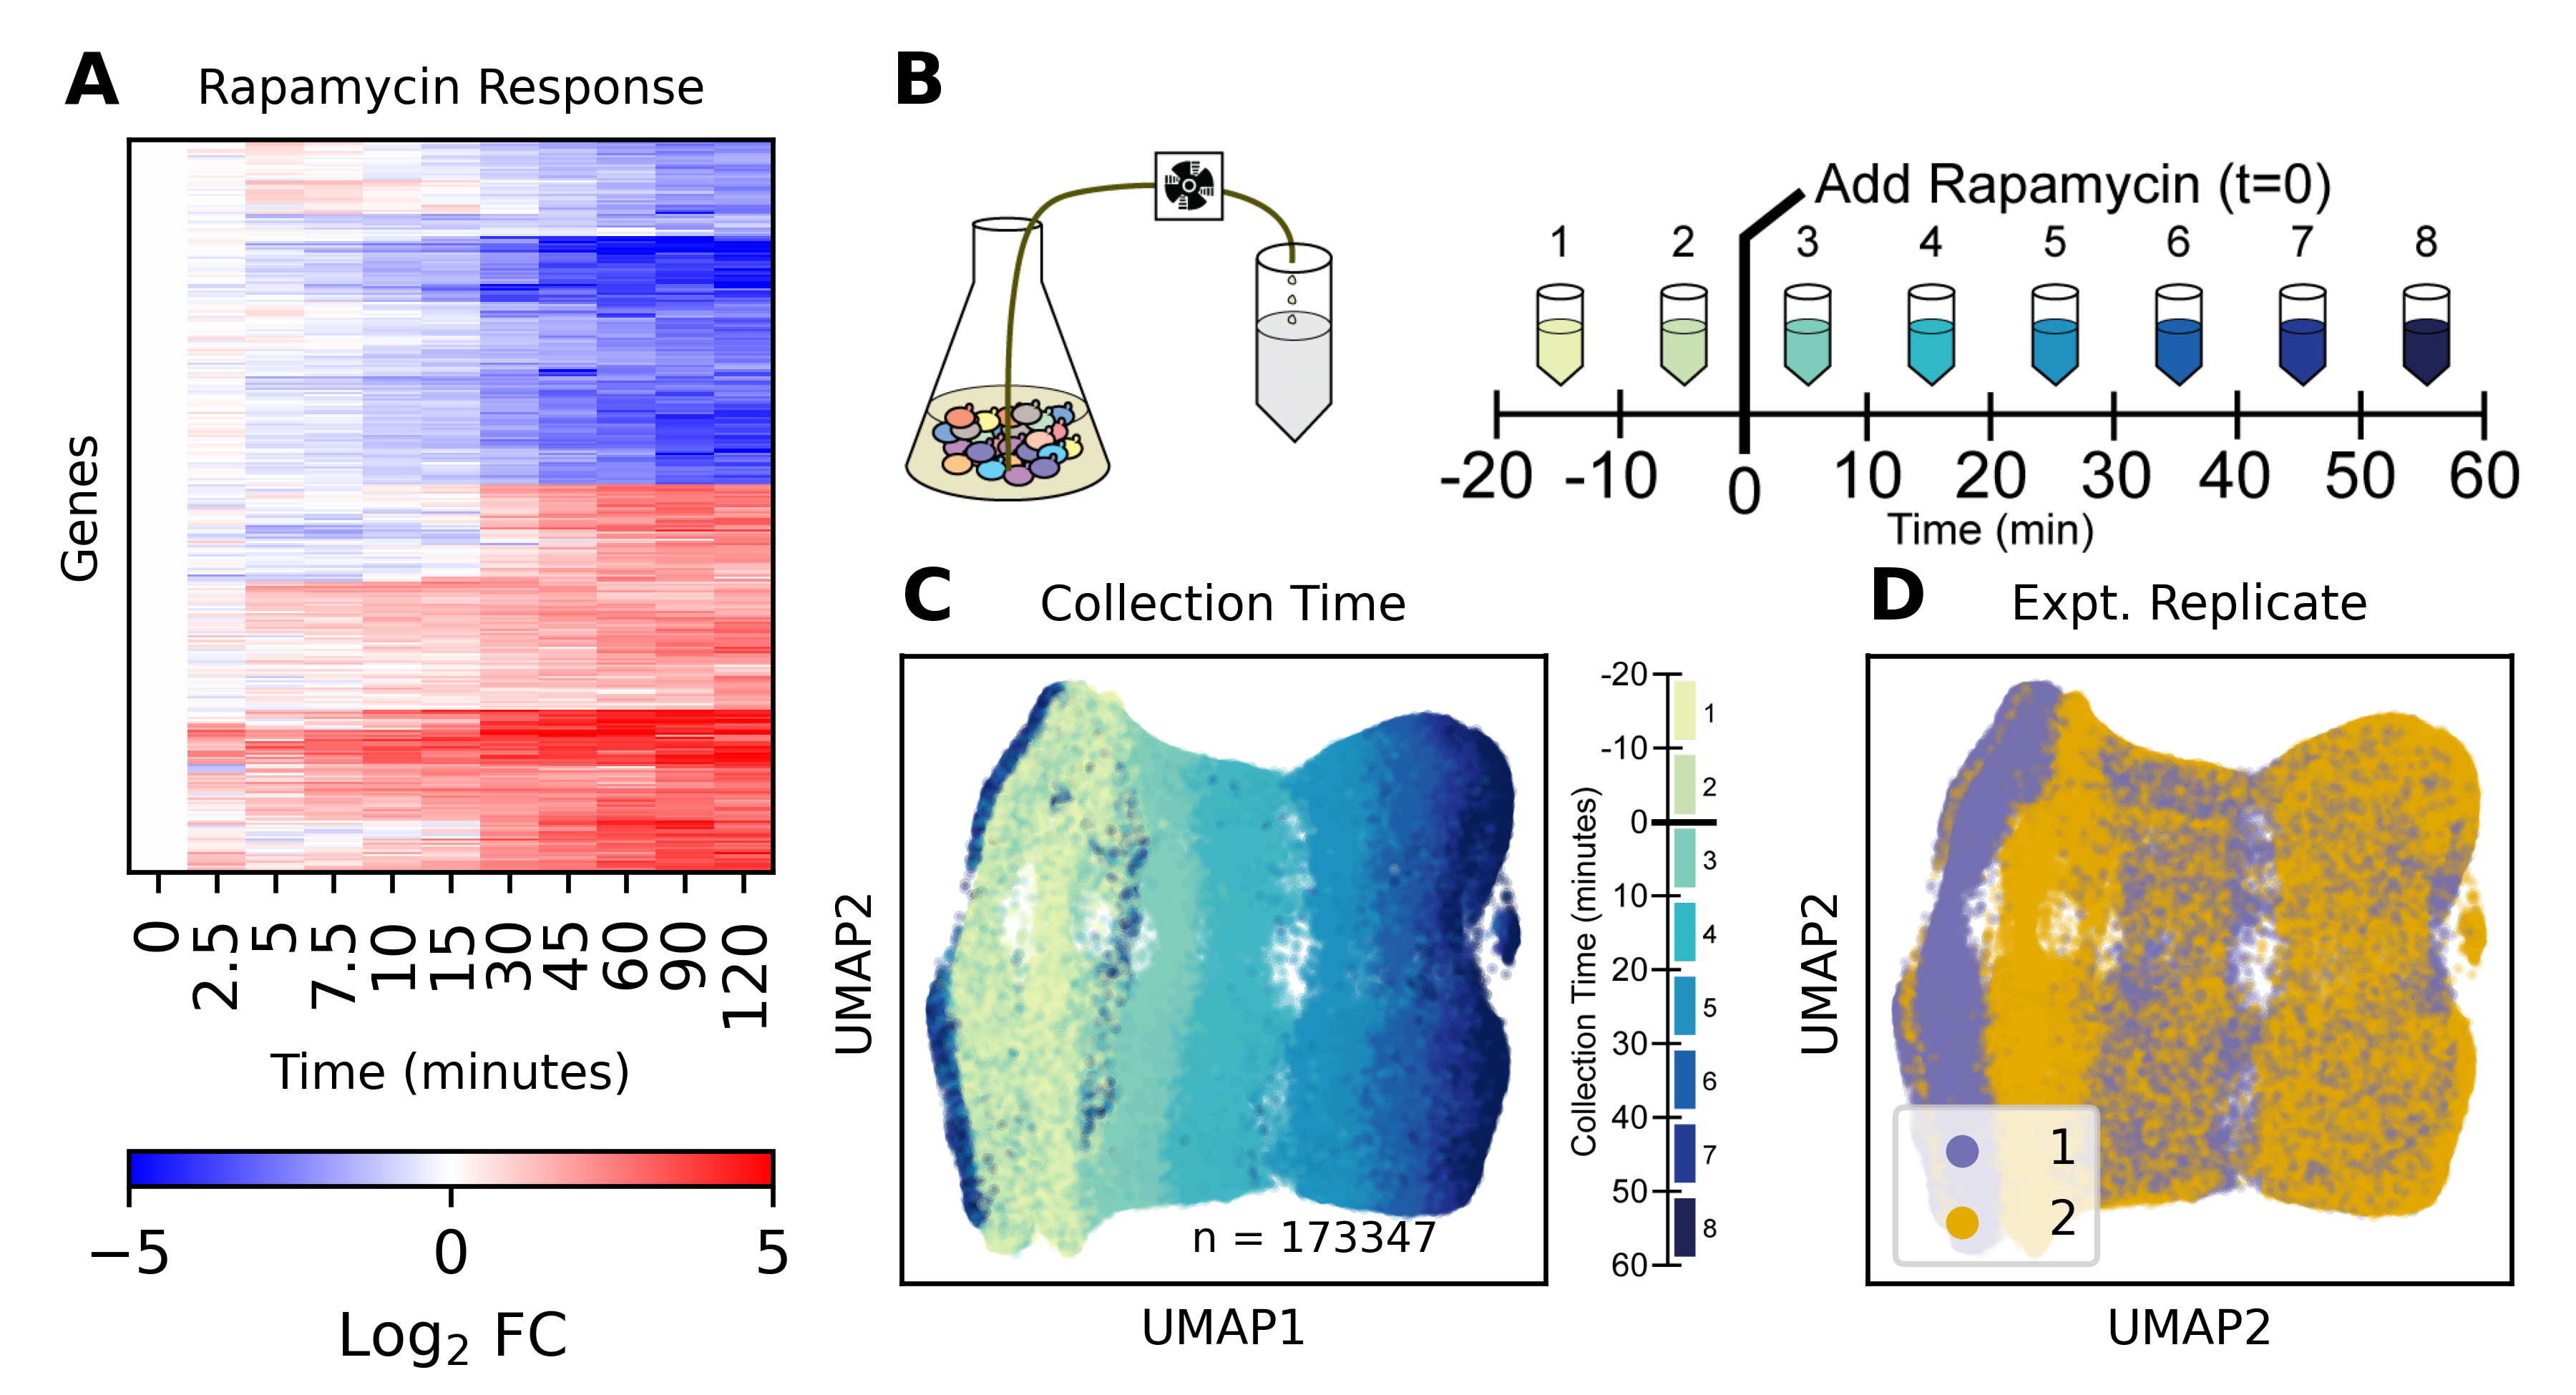 A
Rapamycin Response
Genes
0
2.5
5
7.5
10
15
30
45
60
90
120
Time (minutes)
−5 0 5
Log₂ FC
B
Add Rapamycin (t=0)
1 2 3 4 5 6 7 8
-20 -10 0 10 20 30 40 50 60
Time (min)
C
Collection Time
UMAP2
n = 173347
UMAP1
Collection Time (minutes)
-20
1
-10
2
0
3
10
4
20
5
30
6
40
7
50
8
60
D
Expt. Replicate
UMAP2
1
2
UMAP2